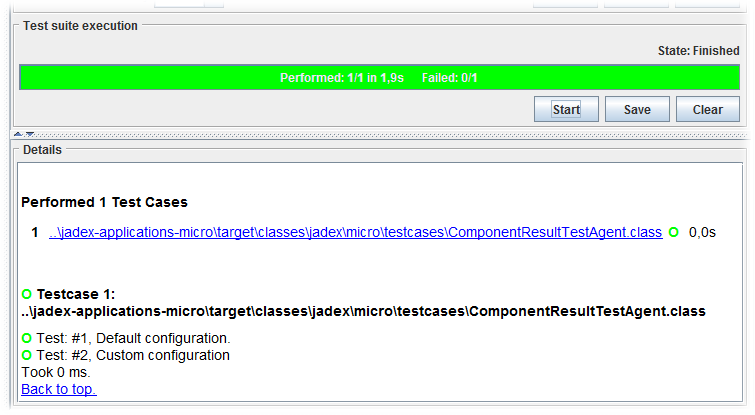 Test suite execution
State: Finished
Performed: 1/1 in 1,9s Failed: 0/1
Start Save Clear
Details
Performed 1 Test Cases
1 ..\jadex-applications-micro\target\classes\jadex\micro\testcases\ComponentResultTestAgent.class 0,0s
Testcase 1:
..\jadex-applications-micro\target\classes\jadex\micro\testcases\ComponentResultTestAgent.class
Test: #1, Default configuration.
Test: #2, Custom configuration
Took 0 ms.
Back to top.